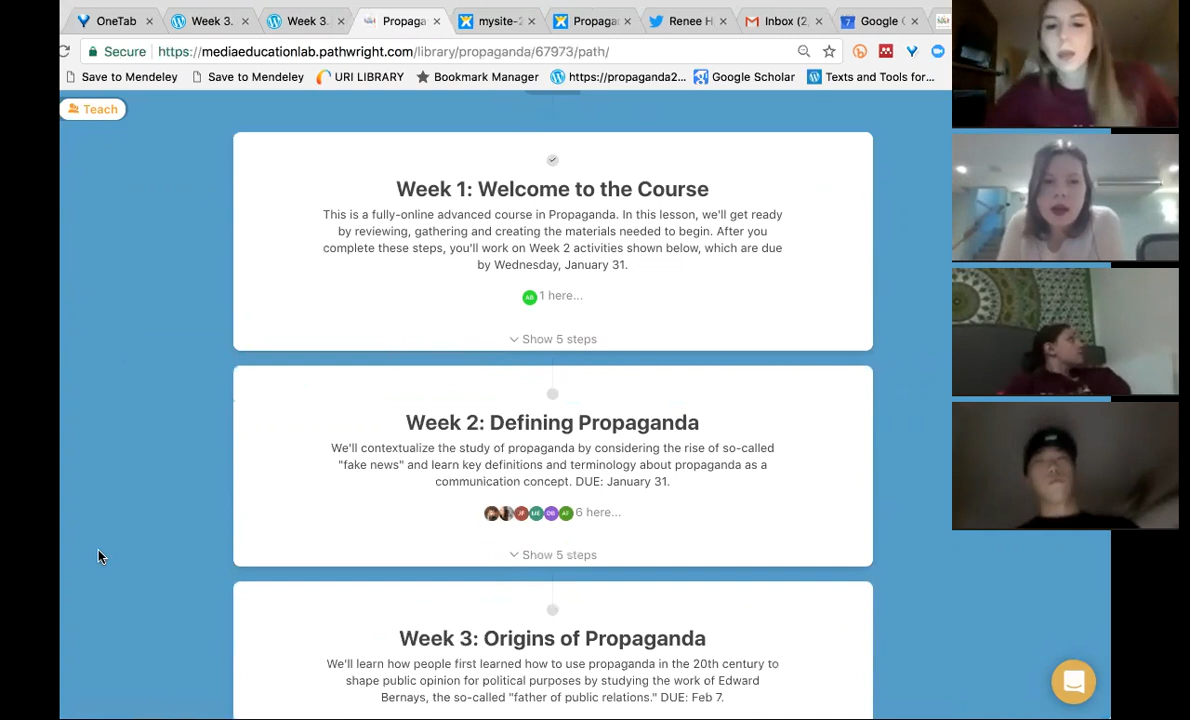 OneTab
Week 3.
Week 3.
Propaga
mysite-
Propaga
Renee H
Inbox (2,
Google
Secure
https://mediaeducationlab.pathwright.com/library/propaganda/67973/path/
Save to Mendeley
Save to Mendeley
URI LIBRARY
Bookmark Manager
https://propaganda2...
Google Scholar
Texts and Tools for...
Teach
Week 1: Welcome to the Course
This is a fully-online advanced course in Propaganda. In this lesson, we'll get ready
by reviewing, gathering and creating the materials needed to begin. After you
complete these steps, you'll work on Week 2 activities shown below, which are due
by Wednesday, January 31.
1 here...
Show 5 steps
Week 2: Defining Propaganda
We'll contextualize the study of propaganda by considering the rise of so-called
"fake news" and learn key definitions and terminology about propaganda as a
communication concept. DUE: January 31.
6 here...
Show 5 steps
Week 3: Origins of Propaganda
We'll learn how people first learned how to use propaganda in the 20th century to
shape public opinion for political purposes by studying the work of Edward
Bernays, the so-called "father of public relations." DUE: Feb 7.